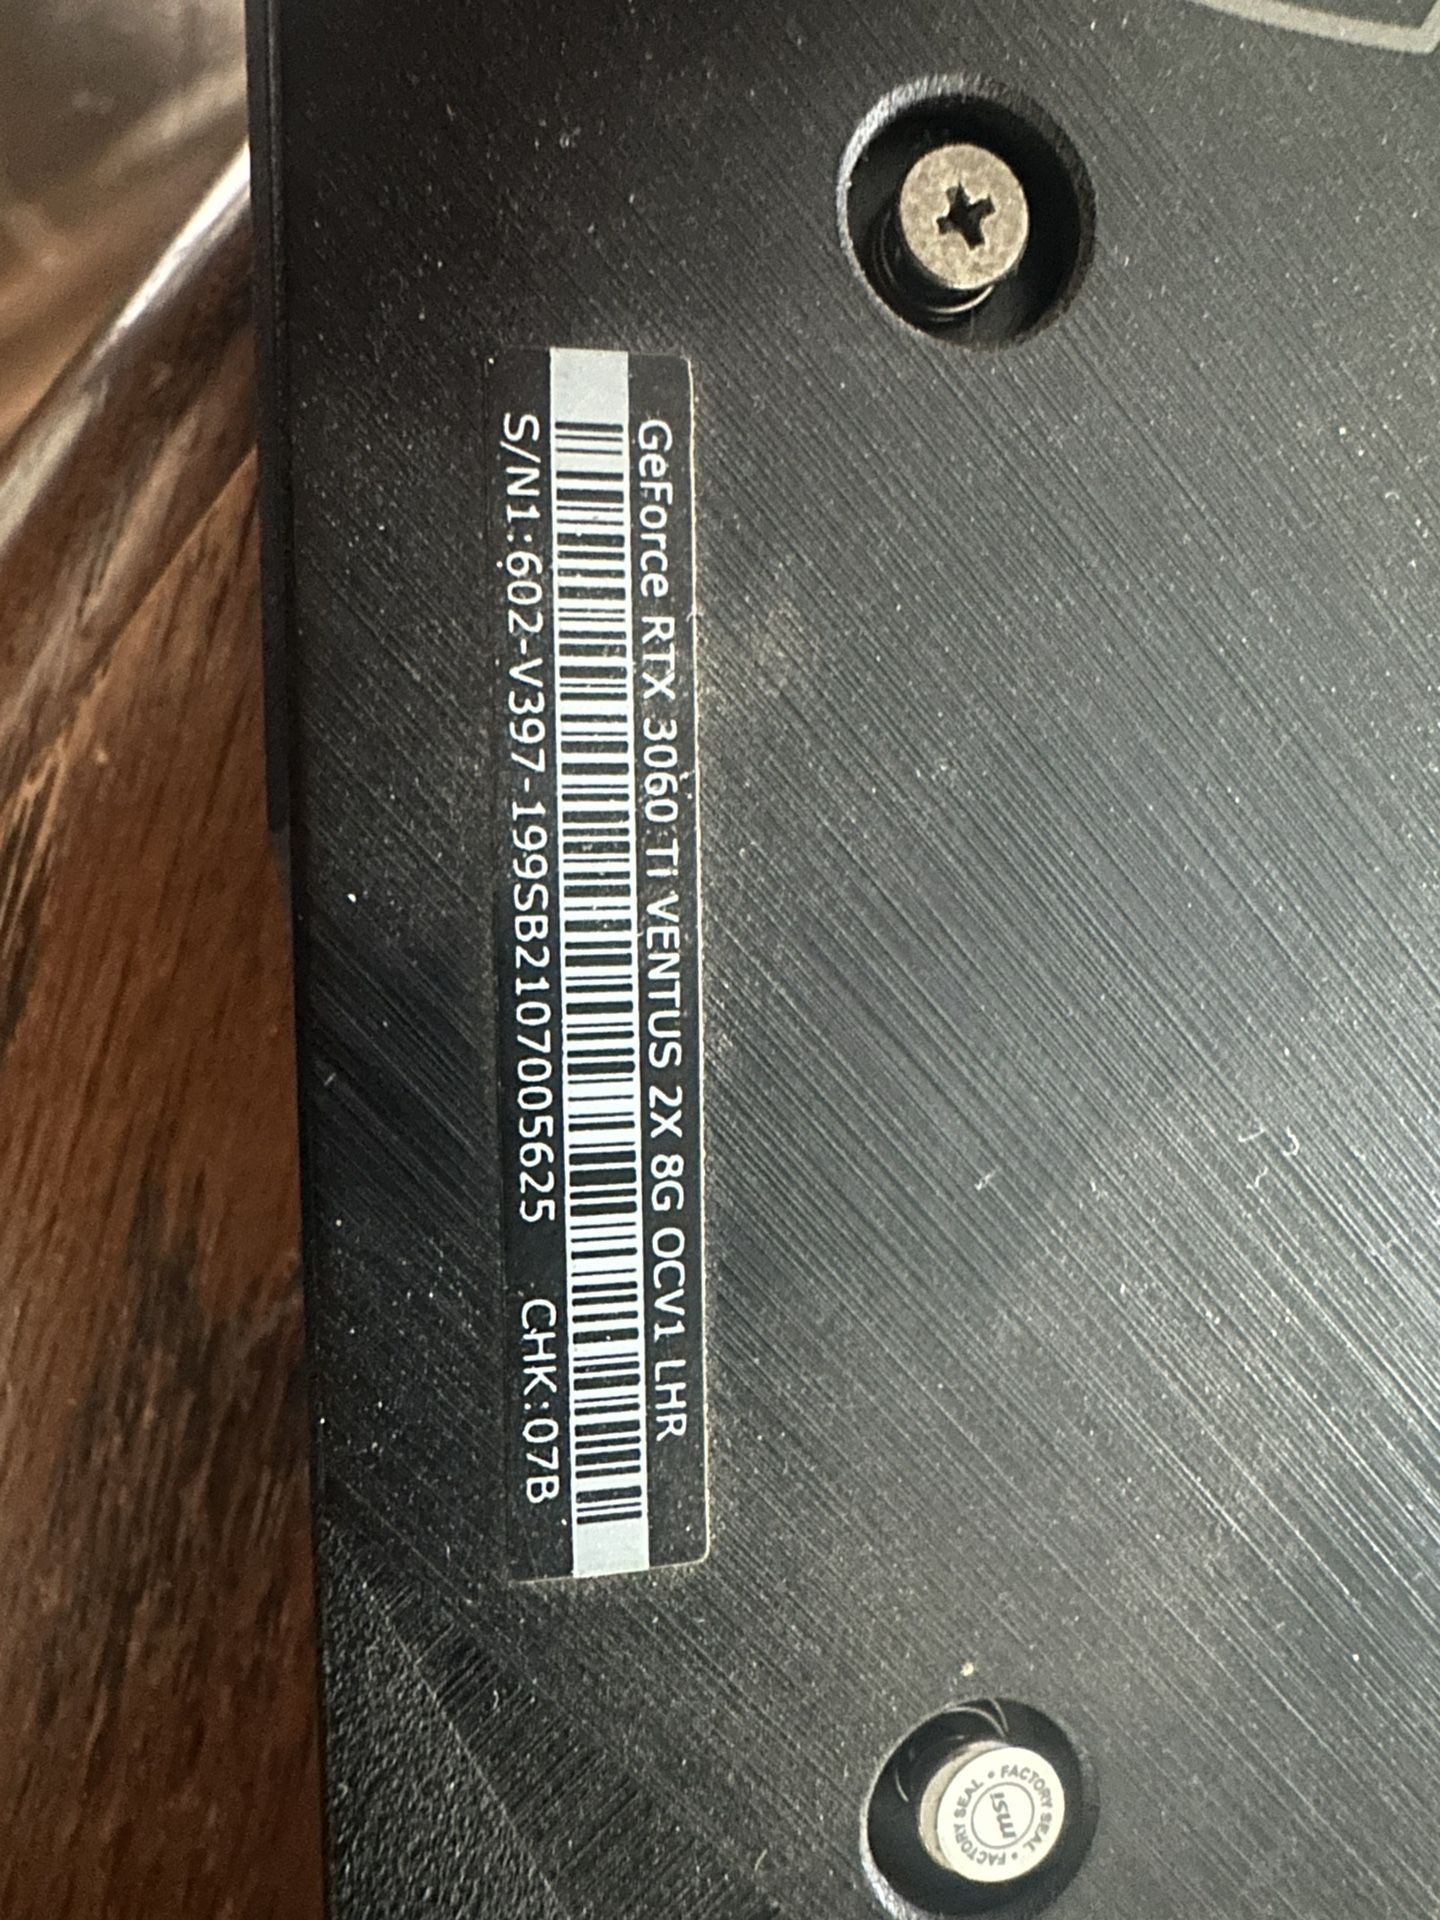 GeForce RTX 3060 Ti VENTUS 2X 8G OCV1 LHR
S/N1:602-V397-199SB2107005625 CHK:07B
FACTORY SEAL • FACTORY SEAL •
msi